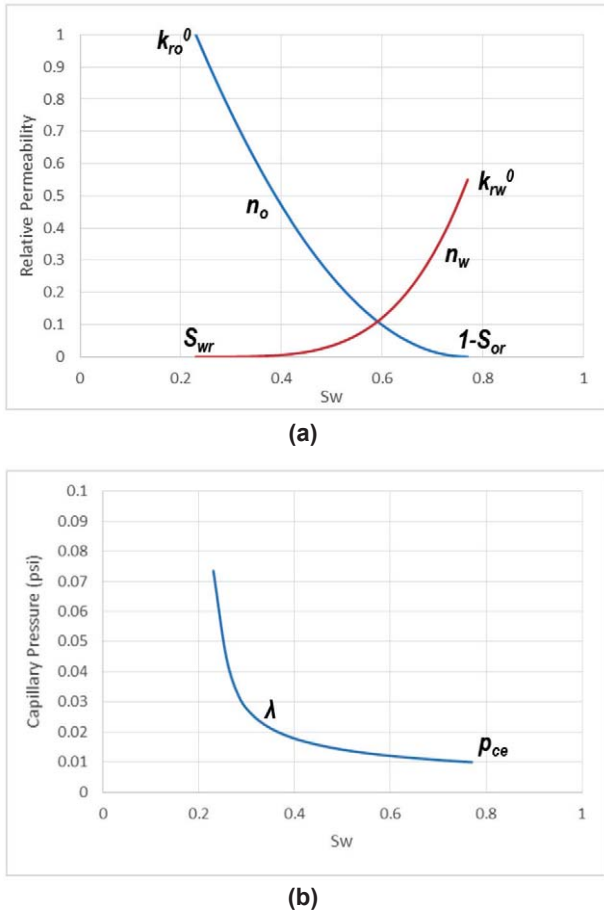 1
0.9
0.8
0.7
0.6
0.5
0.4
0.3
0.2
0.1
0
Relative Permeability
k_ro^0
n_o
k_rw^0
n_w
S_wr
1-S_or
0 0.2 0.4 0.6 0.8 1
Sw
(a)
0.1
0.09
0.08
0.07
0.06
0.05
0.04
0.03
0.02
0.01
0
Capillary Pressure (psi)
λ
p_ce
0 0.2 0.4 0.6 0.8 1
Sw
(b)